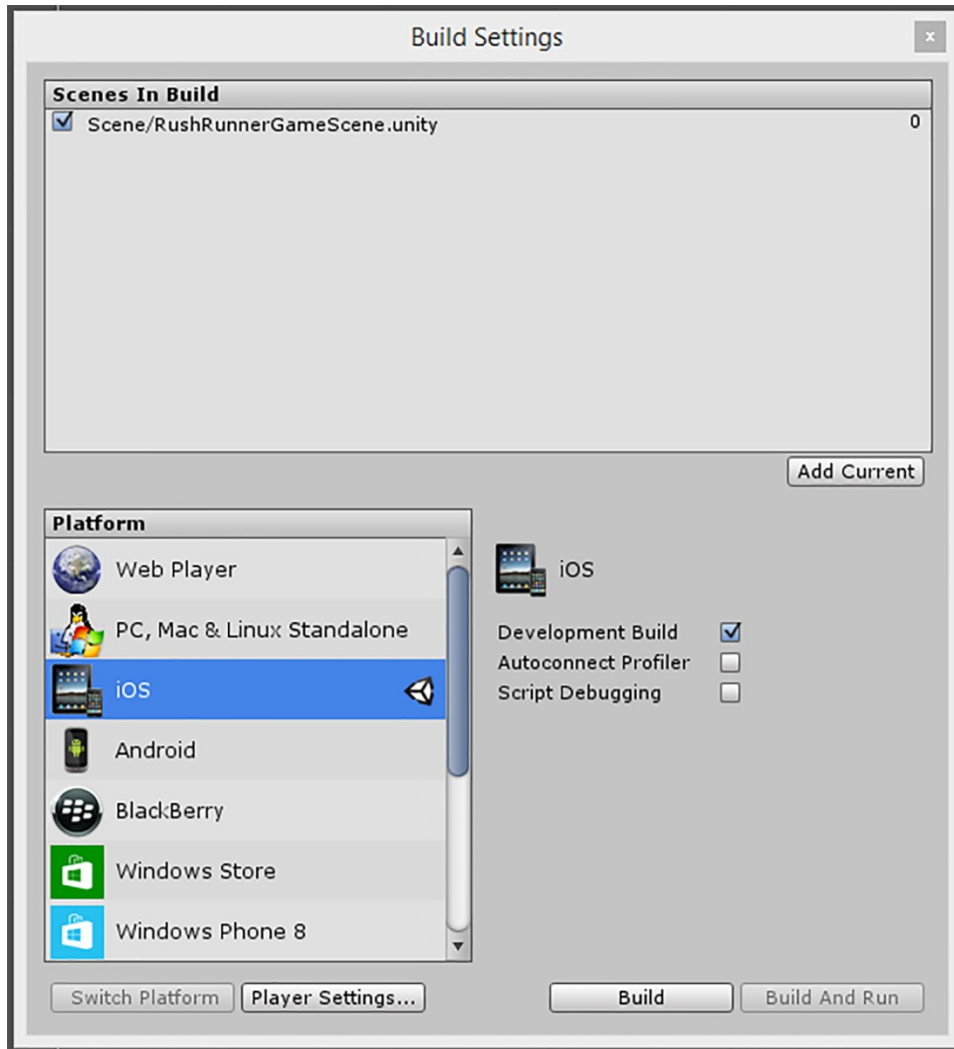 Build Settings
x
Scenes In Build
Scene/RushRunnerGameScene.unity 0
Add Current
Platform
Web Player
PC, Mac & Linux Standalone
iOS
Android
BlackBerry
Windows Store
Windows Phone 8
iOS
Development Build
Autoconnect Profiler
Script Debugging
Switch Platform Player Settings... Build Build And Run